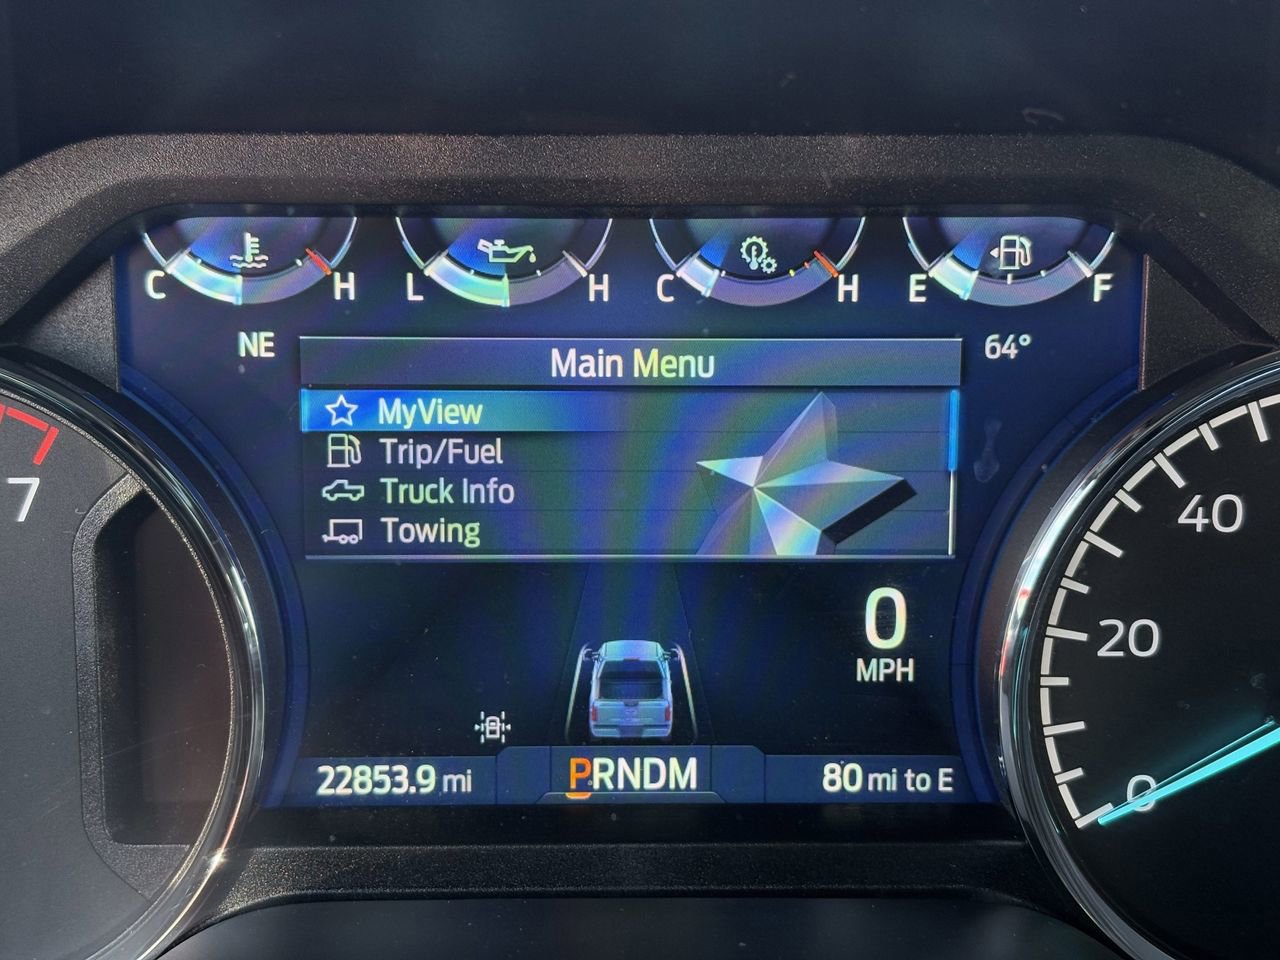 C H L H C H E F
NE
64°
Main Menu
MyView
Trip/Fuel
Truck Info
Towing
7
40
20
0
0
MPH
22853.9 mi
PRNDM
80 mi to E